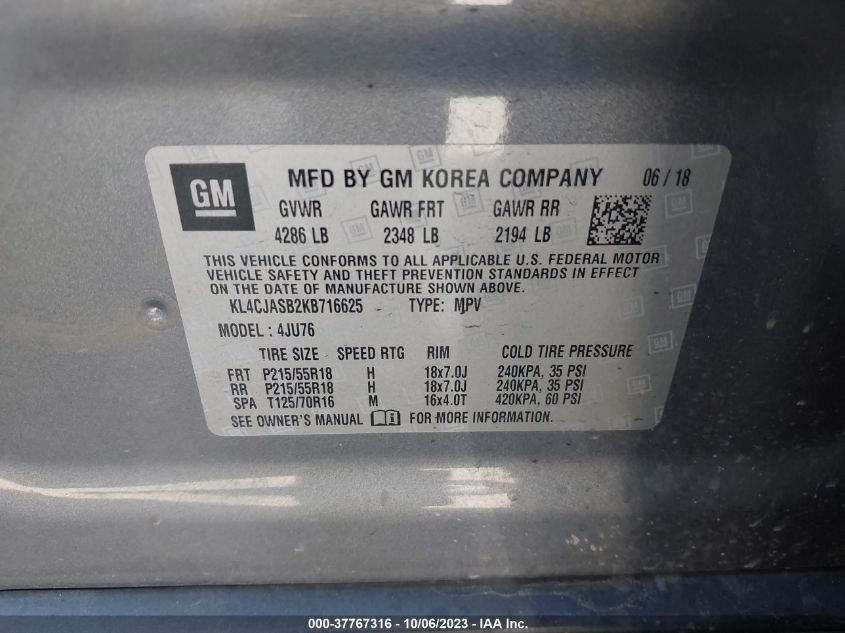 GM MFD BY GM KOREA COMPANY 06 / 18
GVWR GAWR FRT GAWR RR
4286 LB 2348 LB 2194 LB
THIS VEHICLE CONFORMS TO ALL APPLICABLE U.S. FEDERAL MOTOR
VEHICLE SAFETY AND THEFT PREVENTION STANDARDS IN EFFECT
ON THE DATE OF MANUFACTURE SHOWN ABOVE.
KL4CJASB2KB716625 TYPE: MPV
MODEL : 4JU76
TIRE SIZE SPEED RTG RIM COLD TIRE PRESSURE
FRT P215/55R18 H 18x7.0J 240KPA, 35 PSI
RR P215/55R18 H 18x7.0J 240KPA, 35 PSI
SPA T125/70R16 M 16x4.0T 420KPA, 60 PSI
SEE OWNER'S MANUAL FOR MORE INFORMATION.
000-37767316 - 10/06/2023 - IAA Inc.